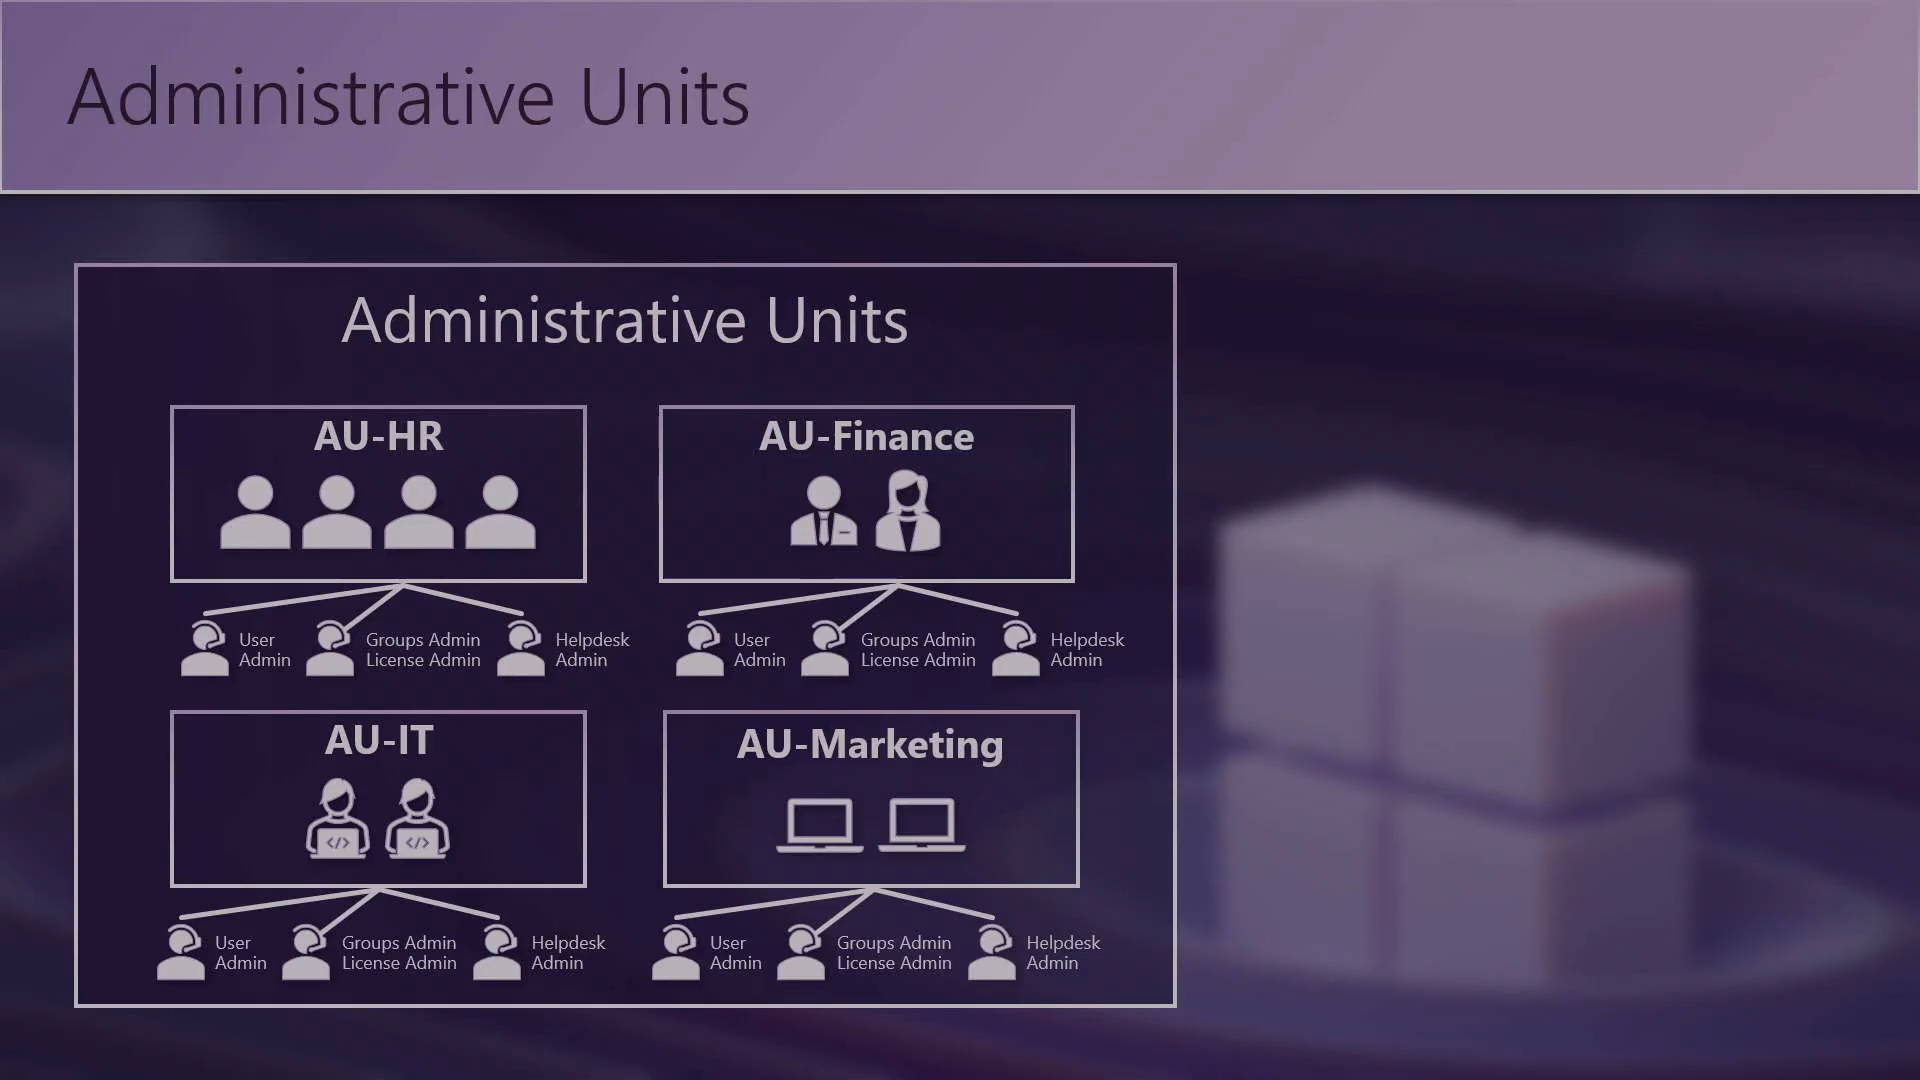 Administrative Units
Administrative Units
AU-HR
User
Admin
Groups Admin
License Admin
Helpdesk
Admin
AU-Finance
User
Admin
Groups Admin
License Admin
Helpdesk
Admin
AU-IT
</>
</>
User
Admin
Groups Admin
License Admin
Helpdesk
Admin
AU-Marketing
User
Admin
Groups Admin
License Admin
Helpdesk
Admin